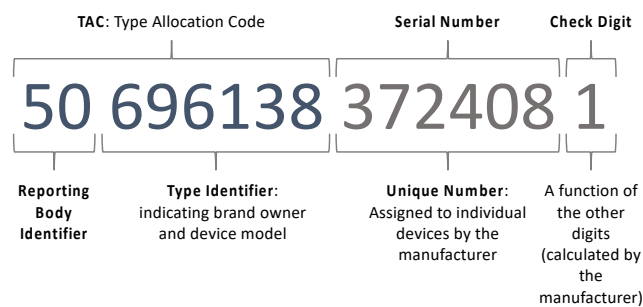 TAC: Type Allocation Code
Serial Number
Check Digit
50 696138 372408 1
Reporting
Body
Identifier
Type Identifier:
indicating brand owner
and device model
Unique Number:
Assigned to individual
devices by the
manufacturer
A function of
the other
digits
(calculated by
the
manufacturer)